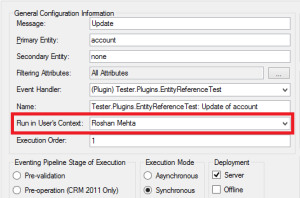 General Configuration Information
Message: Update
Primary Entity: account
Secondary Entity: none
Filtering Attributes: All Attributes ...
Event Handler: (Plugin) Tester.Plugins.EntityReferenceTest
Name: Tester.Plugins.EntityReferenceTest: Update of account
Run in User's Context: Roshan Mehta
Execution Order: 1
Eventing Pipeline Stage of Execution Execution Mode Deployment
Pre-validation Asynchronous Server
Pre-operation (CRM 2011 Only) Synchronous Offline